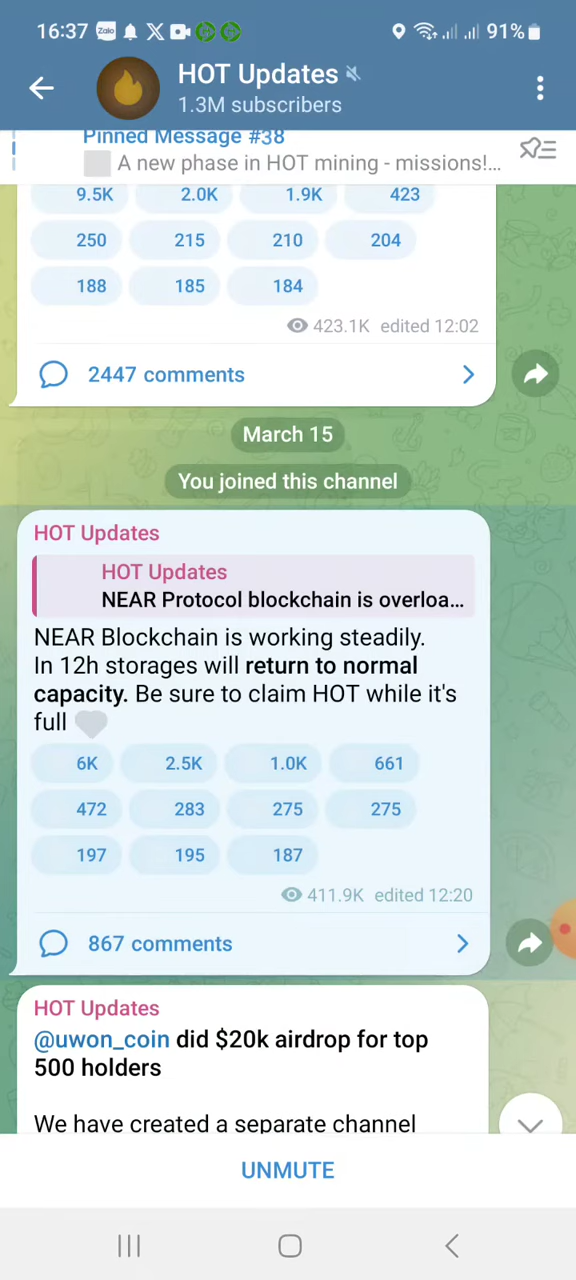 16:37 Zalo 91%
HOT Updates
1.3M subscribers
Pinned Message #38
A new phase in HOT mining - missions!...
9.5K 2.0K 1.9K 423
250 215 210 204
188 185 184
423.1K edited 12:02
2447 comments
March 15
You joined this channel
HOT Updates
HOT Updates
NEAR Protocol blockchain is overloa...
NEAR Blockchain is working steadily.
In 12h storages will return to normal
capacity. Be sure to claim HOT while it's
full
6K 2.5K 1.0K 661
472 283 275 275
197 195 187
411.9K edited 12:20
867 comments
HOT Updates
@uwon_coin did $20k airdrop for top
500 holders
We have created a separate channel
UNMUTE